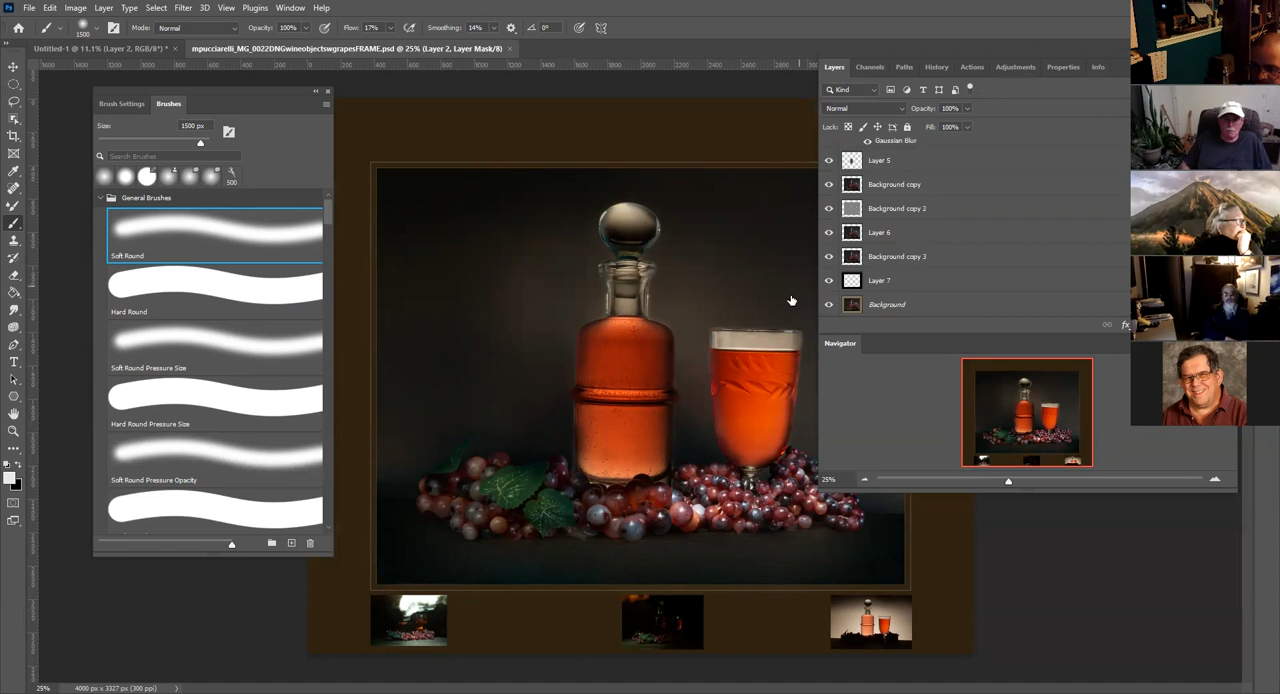 Ps File Edit Image Layer Type Select Filter 3D View Plugins Window Help
1500 Mode: Normal Opacity: 100% Flow: 17% Smoothing: 14% 0°
Untitled-1 @ 11.1% (Layer 2, RGB/8*) * × mpucciarelli_MG_0022DNGwineobjectswgrapesFRAME.psd @ 25% (Layer 2, Layer Mask/8) ×
Brush Settings Brushes
Size: 1500 px
Search Brushes
500
General Brushes
Soft Round
Hard Round
Soft Round Pressure Size
Hard Round Pressure Size
Soft Round Pressure Opacity
Layers Channels Paths History Actions Adjustments Properties Info
Kind
Normal Opacity: 100%
Lock: Fill: 100%
Gaussian Blur
Layer 5
Background copy
Background copy 2
Layer 6
Background copy 3
Layer 7
Background
fx
Navigator
25%
25% 4000 px x 3327 px (300 ppi)